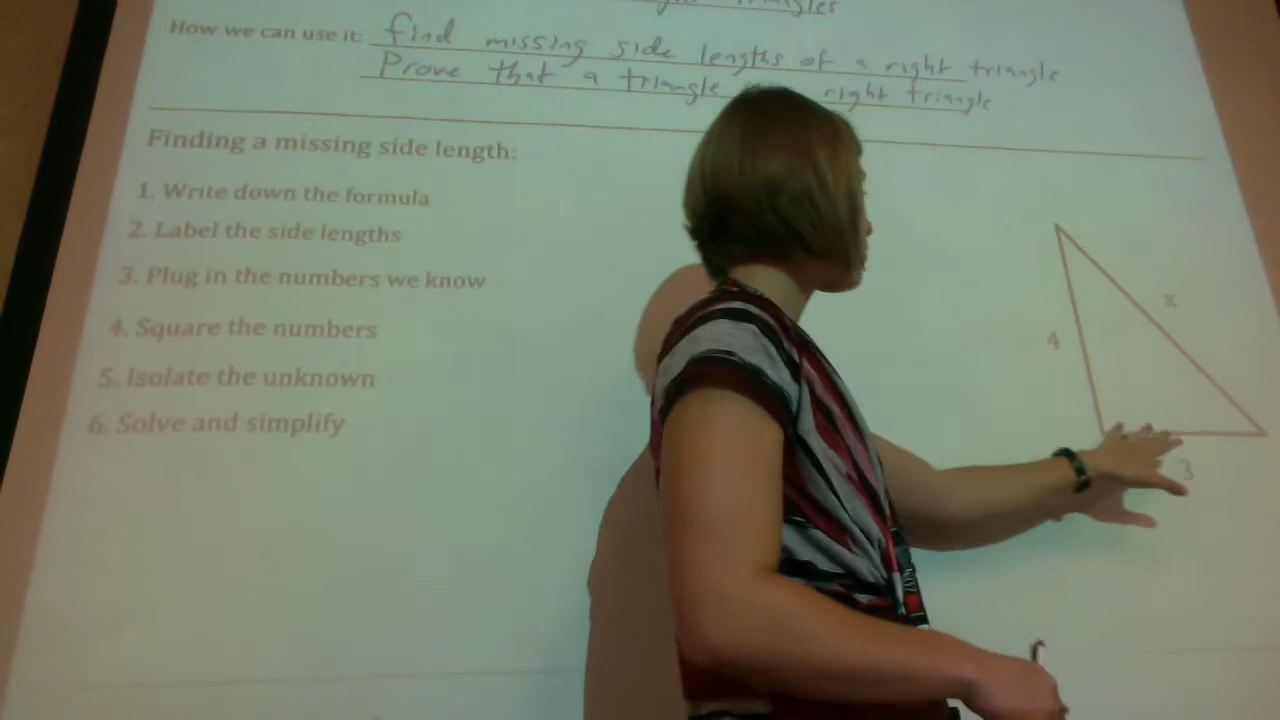 How we can use it: find missing side lengths of a right triangle
Prove that a triangle right triangle
Finding a missing side length:
1. Write down the formula
2. Label the side lengths
3. Plug in the numbers we know
4. Square the numbers
5. Isolate the unknown
6. Solve and simplify
x
4
3